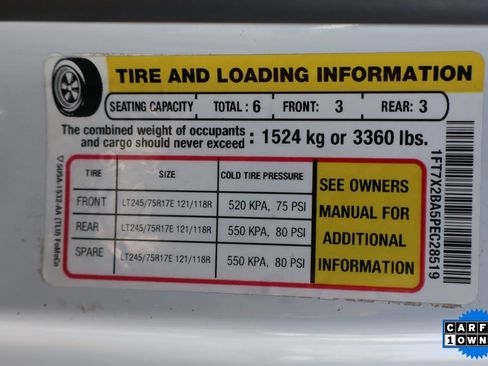 TIRE AND LOADING INFORMATION
SEATING CAPACITY TOTAL : 6 FRONT: 3 REAR: 3
The combined weight of occupants
and cargo should never exceed : 1524 kg or 3360 lbs.
TIRE SIZE COLD TIRE PRESSURE
FRONT LT245/75R17E 121/118R 520 KPA, 75 PSI
REAR LT245/75R17E 121/118R 550 KPA, 80 PSI
SPARE LT245/75R17E 121/118R 550 KPA, 80 PSI
SEE OWNERS
MANUAL FOR
ADDITIONAL
INFORMATION
1FT7X2BA5PEC28519
CARF
1 OWN